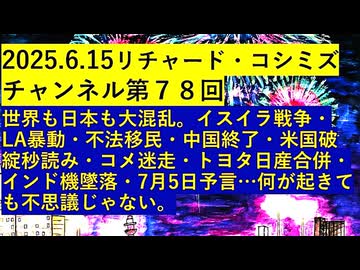 2025.6.15リチャード・コシミズ
チャンネル第７８回
世界も日本も大混乱。イスイラ戦争・
LA暴動・不法移民・中国終了・米国破
綻秒読み・コメ迷走・トヨタ日産合併・
インド機墜落・7月5日予言…何が起きて
も不思議じゃない。